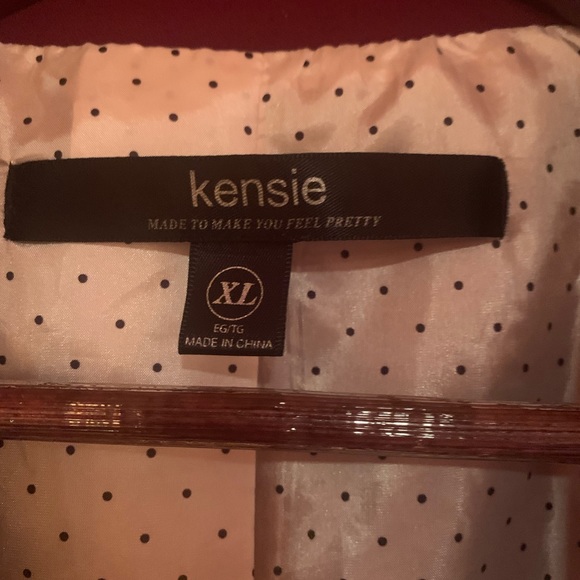 kensie
MADE TO MAKE YOU FEEL PRETTY
XL
EG/TG
MADE IN CHINA